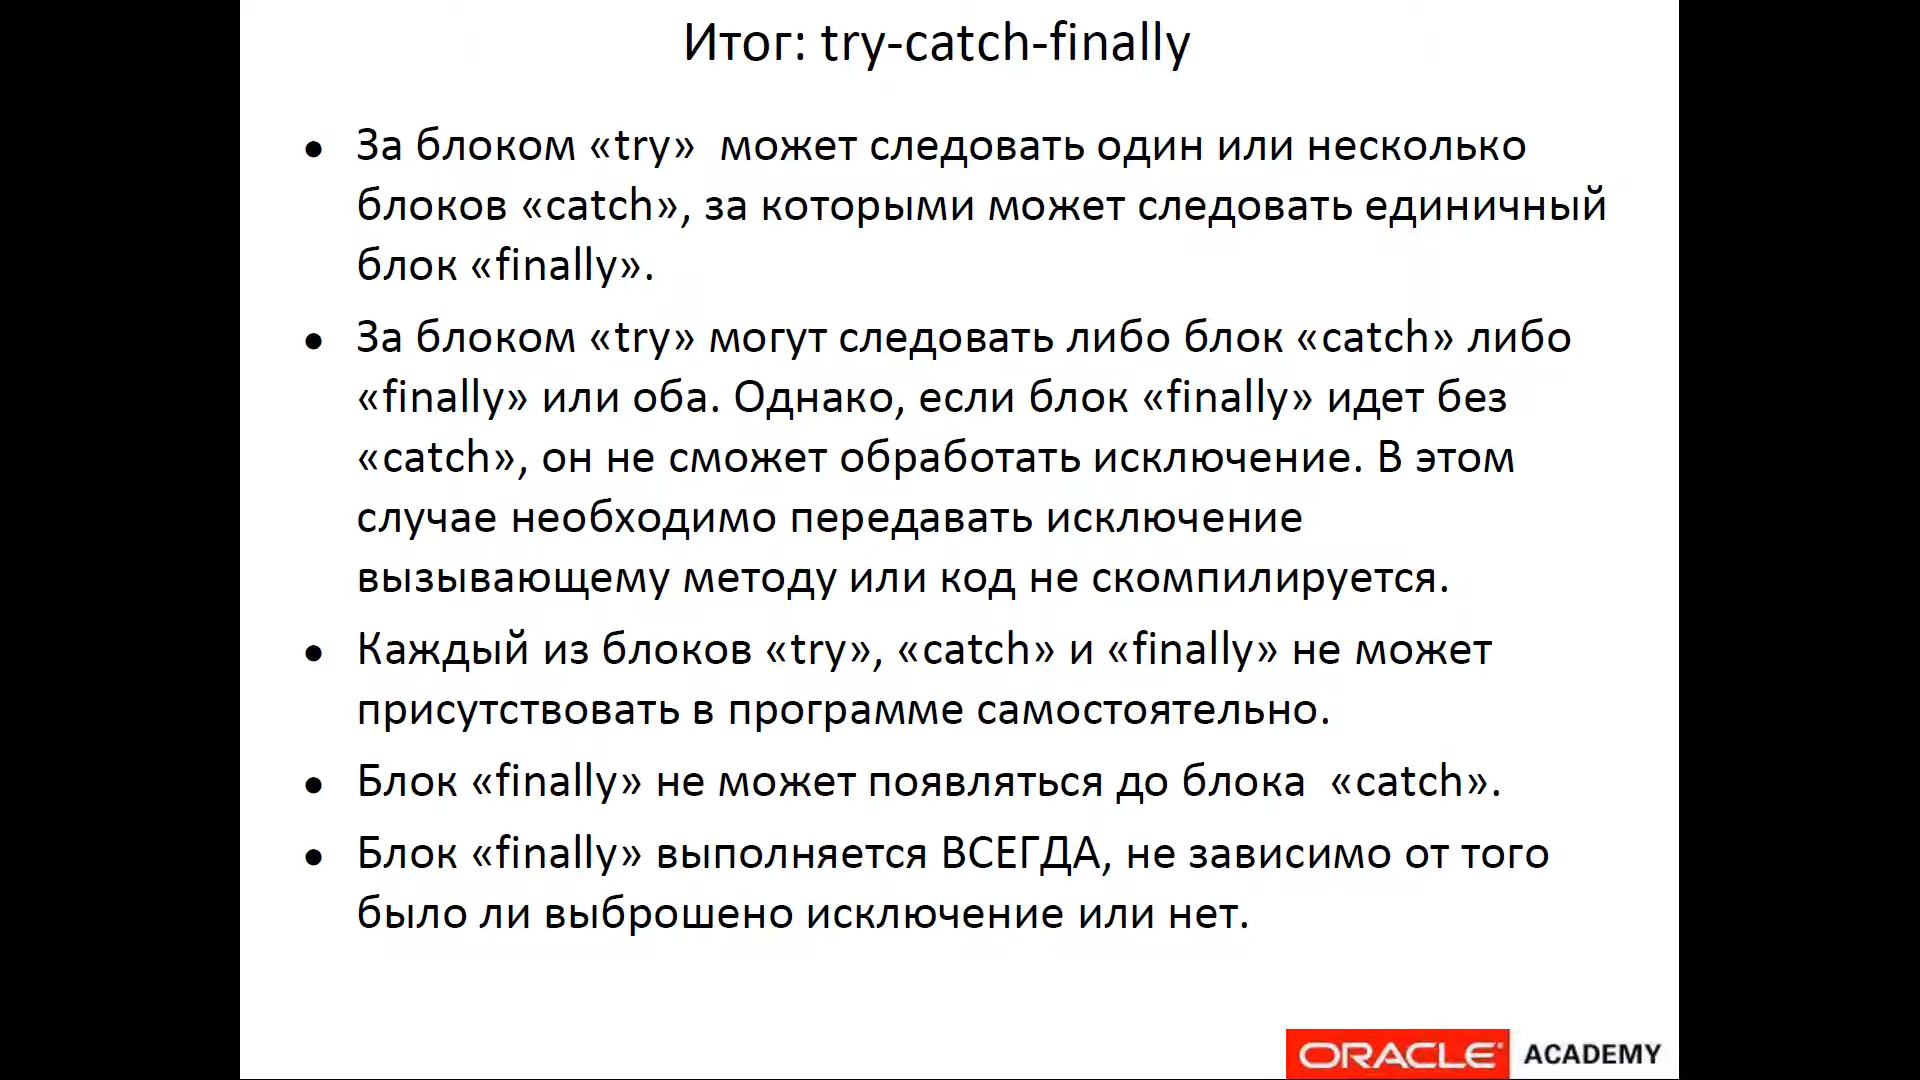 Итог: try-catch-finally
● За блоком «try» может следовать один или несколько
блоков «catch», за которыми может следовать единичный
блок «finally».
● За блоком «try» могут следовать либо блок «catch» либо
«finally» или оба. Однако, если блок «finally» идет без
«catch», он не сможет обработать исключение. В этом
случае необходимо передавать исключение
вызывающему методу или код не скомпилируется.
● Каждый из блоков «try», «catch» и «finally» не может
присутствовать в программе самостоятельно.
● Блок «finally» не может появляться до блока «catch».
● Блок «finally» выполняется ВСЕГДА, не зависимо от того
было ли выброшено исключение или нет.
ORACLE ACADEMY